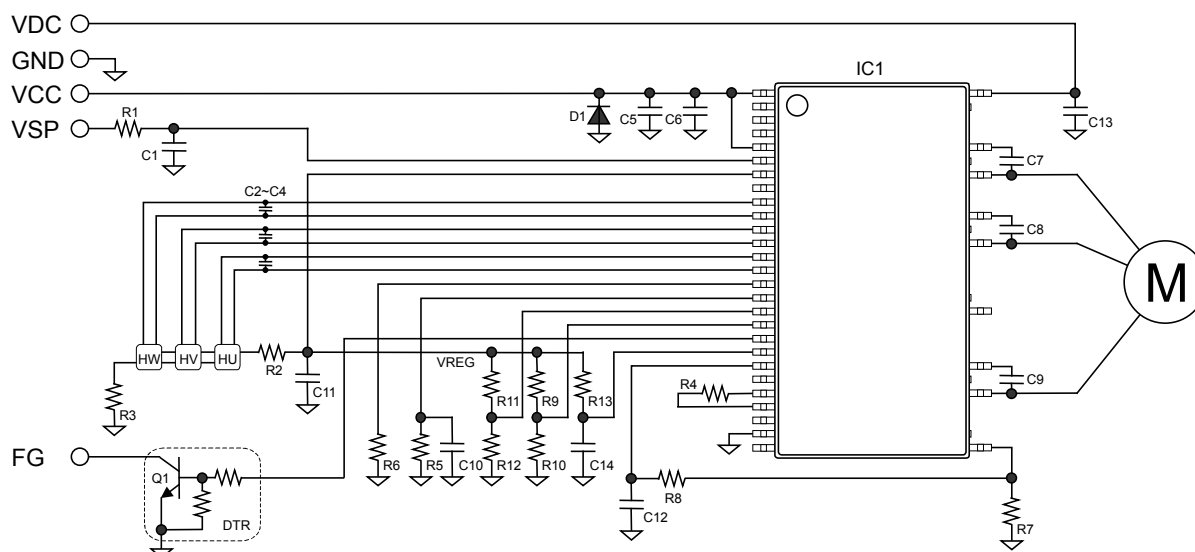 VDC
GND
IC1
VCC
VSP
R1
C1
D1
C5
C6
C13
C7
C2~C4
C8
M
HW
HV
HU
R2
VREG
C11
R3
R11
R9
R13
R4
C9
FG
R6
R5
C10
R12
R10
C14
Q1
DTR
R8
C12
R7